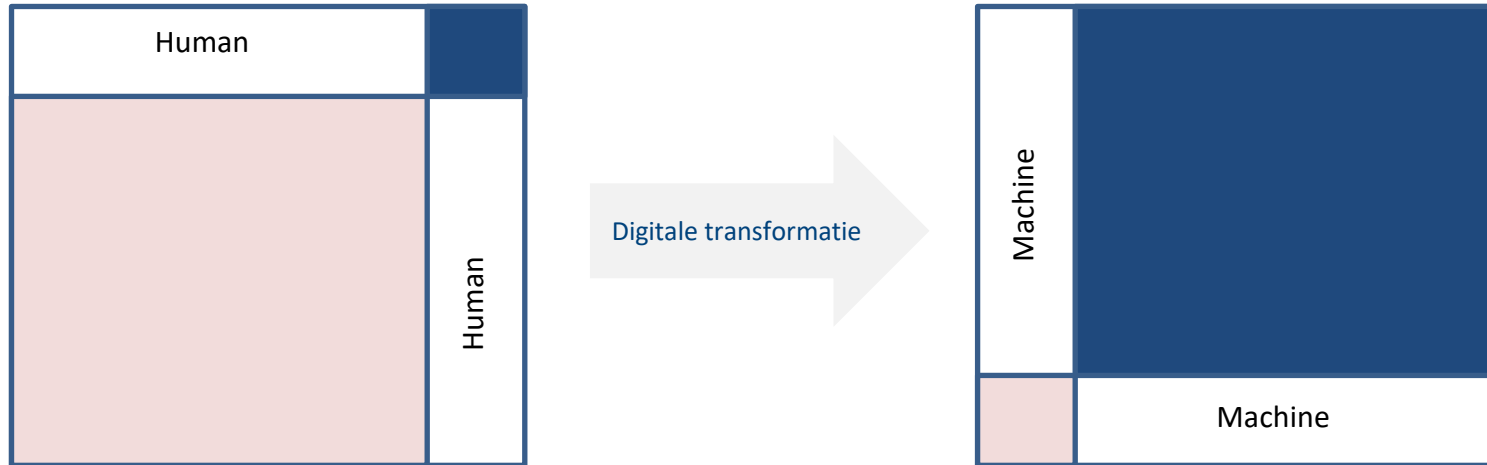 Human
Human
Digitale transformatie
Machine
Machine